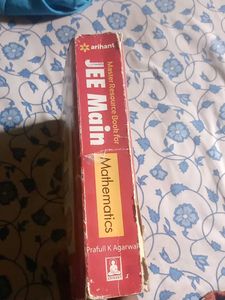 arihant
Master Resource Book for
JEE Main
Mathematics
Prafull K Agarwal